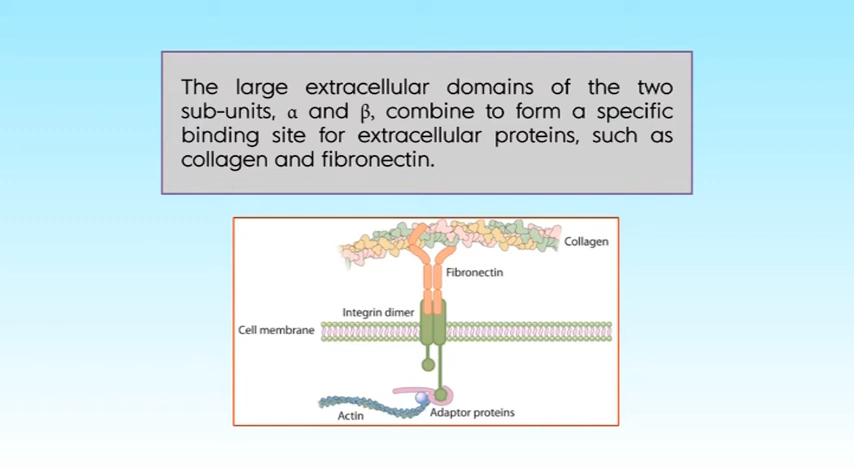 The large extracellular domains of the two
sub-units, α and β, combine to form a specific
binding site for extracellular proteins, such as
collagen and fibronectin.
Collagen
Fibronectin
Integrin dimer
Cell membrane
Adaptor proteins
Actin